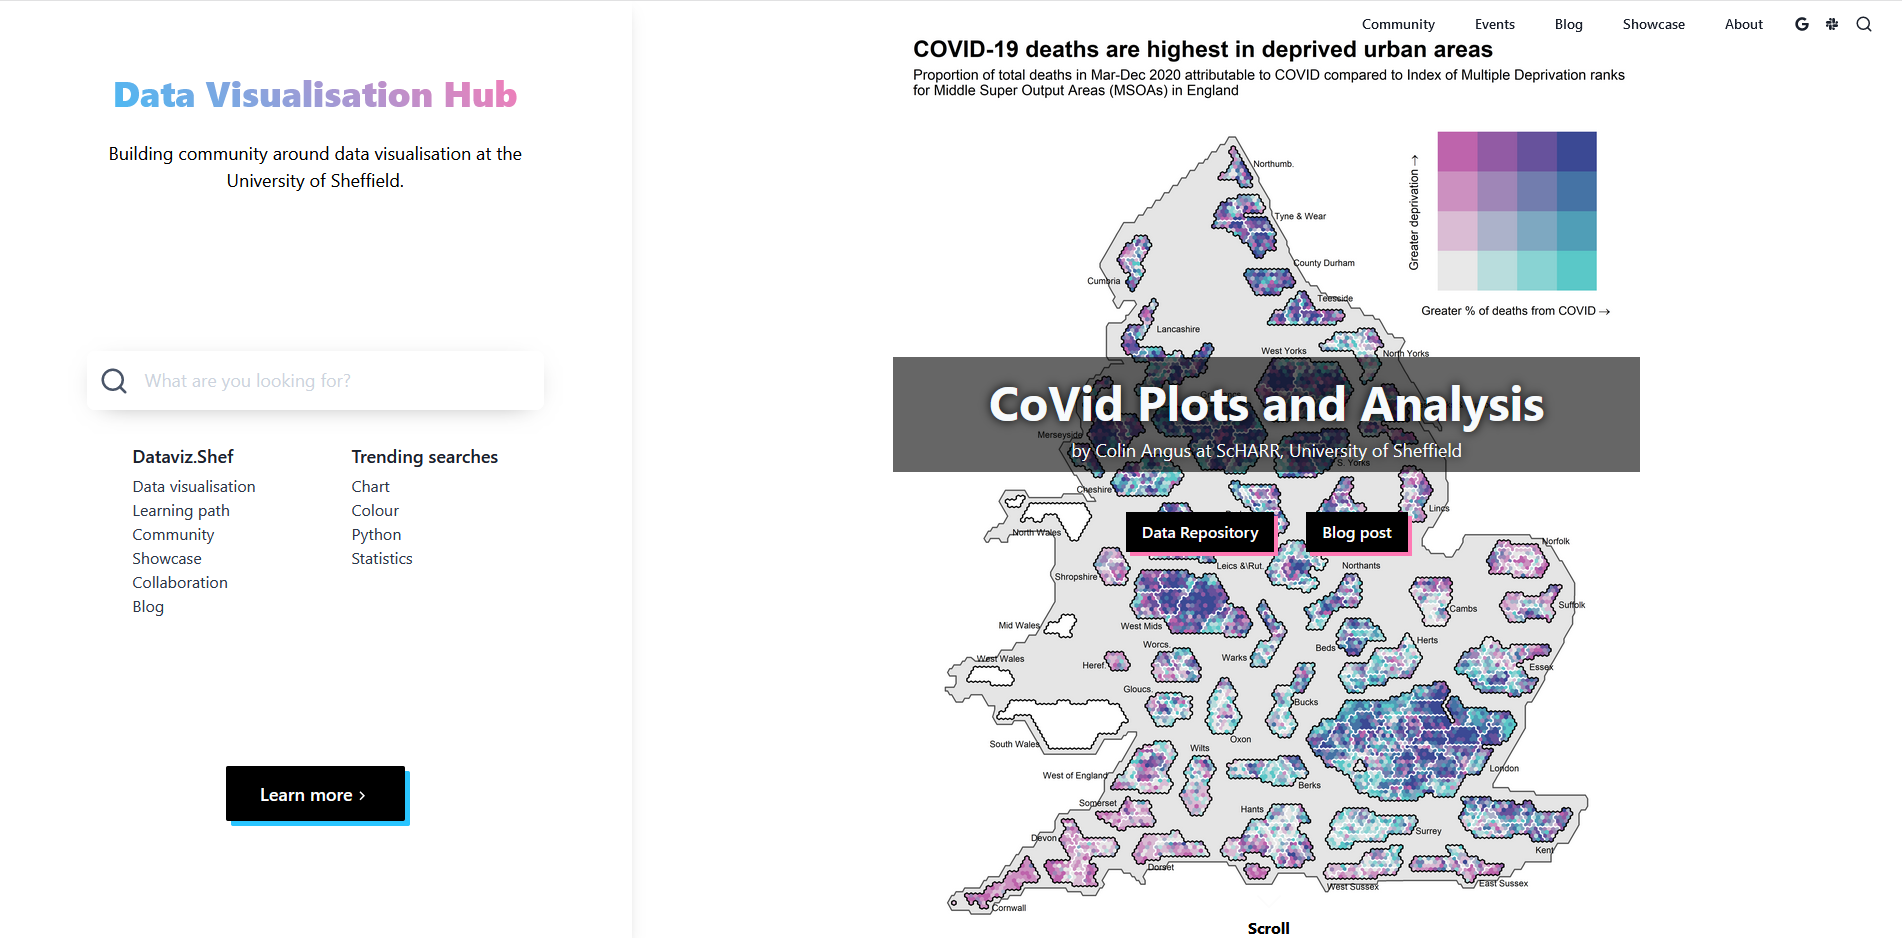 Community Events Blog Showcase About
Data Visualisation Hub
Building community around data visualisation at the
University of Sheffield.
What are you looking for?
Dataviz.Shef
Data visualisation
Learning path
Community
Showcase
Collaboration
Blog
Trending searches
Chart
Colour
Python
Statistics
Learn more ›
COVID-19 deaths are highest in deprived urban areas
Proportion of total deaths in Mar-Dec 2020 attributable to COVID compared to Index of Multiple Deprivation ranks
for Middle Super Output Areas (MSOAs) in England
Greater deprivation →
Greater % of deaths from COVID →
Northumb.
Tyne & Wear
County Durham
Cumbria
Teesside
Lancashire
West Yorks
North Yorks
CoVid Plots and Analysis
Merseyside
by Colin Angus at ScHARR, University of Sheffield
S. Yorks
Cheshire
Lincs
Data Repository
Blog post
North Wales
Norfolk
Leics &\Rut.
Northants
Shropshire
Cambs
Suffolk
Mid Wales
West Mids
Worcs.
Warks
Beds
Herts
West Wales
Heref.
Essex
Gloucs.
Bucks
South Wales
Oxon
Wilts
West of England
London
Berks
Somerset
Hants
Surrey
Devon
Kent
Dorset
West Sussex
East Sussex
Cornwall
Scroll